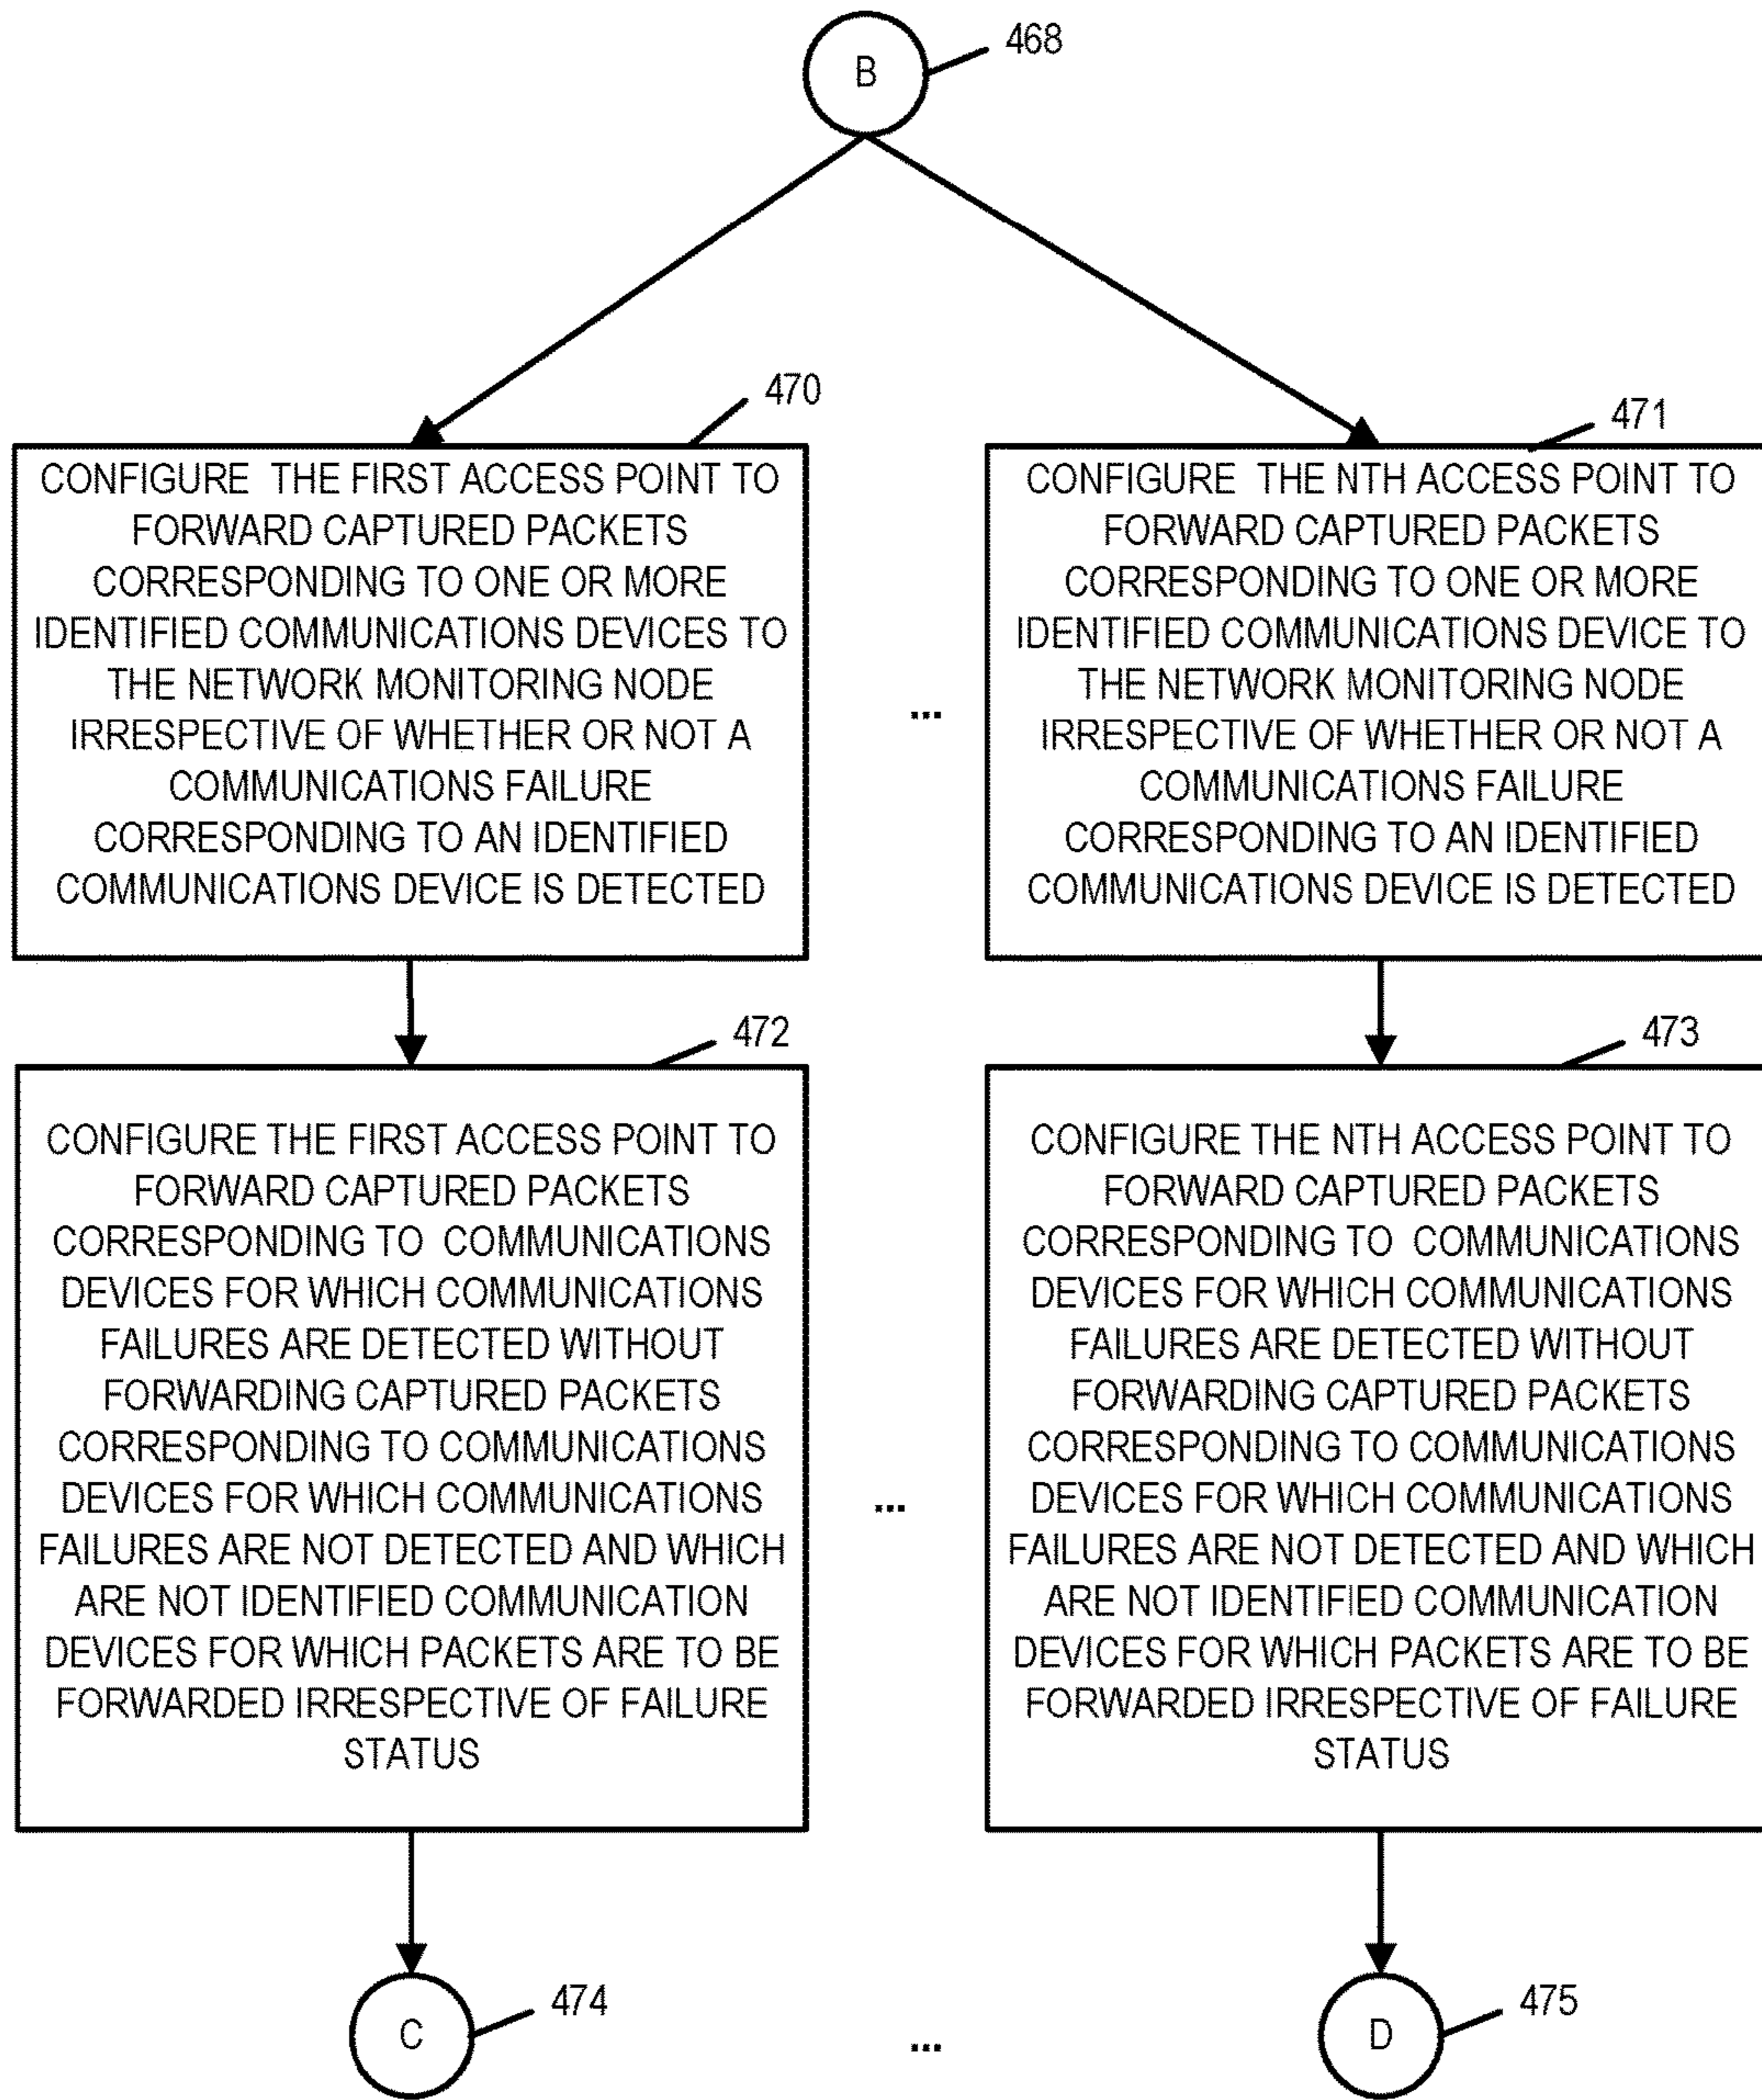 B
468
470
CONFIGURE THE FIRST ACCESS POINT TO
FORWARD CAPTURED PACKETS
CORRESPONDING TO ONE OR MORE
IDENTIFIED COMMUNICATIONS DEVICES TO
THE NETWORK MONITORING NODE
IRRESPECTIVE OF WHETHER OR NOT A
COMMUNICATIONS FAILURE
CORRESPONDING TO AN IDENTIFIED
COMMUNICATIONS DEVICE IS DETECTED
...
471
CONFIGURE THE NTH ACCESS POINT TO
FORWARD CAPTURED PACKETS
CORRESPONDING TO ONE OR MORE
IDENTIFIED COMMUNICATIONS DEVICE TO
THE NETWORK MONITORING NODE
IRRESPECTIVE OF WHETHER OR NOT A
COMMUNICATIONS FAILURE
CORRESPONDING TO AN IDENTIFIED
COMMUNICATIONS DEVICE IS DETECTED
472
CONFIGURE THE FIRST ACCESS POINT TO
FORWARD CAPTURED PACKETS
CORRESPONDING TO COMMUNICATIONS
DEVICES FOR WHICH COMMUNICATIONS
FAILURES ARE DETECTED WITHOUT
FORWARDING CAPTURED PACKETS
CORRESPONDING TO COMMUNICATIONS
DEVICES FOR WHICH COMMUNICATIONS
FAILURES ARE NOT DETECTED AND WHICH
ARE NOT IDENTIFIED COMMUNICATION
DEVICES FOR WHICH PACKETS ARE TO BE
FORWARDED IRRESPECTIVE OF FAILURE
STATUS
...
473
CONFIGURE THE NTH ACCESS POINT TO
FORWARD CAPTURED PACKETS
CORRESPONDING TO COMMUNICATIONS
DEVICES FOR WHICH COMMUNICATIONS
FAILURES ARE DETECTED WITHOUT
FORWARDING CAPTURED PACKETS
CORRESPONDING TO COMMUNICATIONS
DEVICES FOR WHICH COMMUNICATIONS
FAILURES ARE NOT DETECTED AND WHICH
ARE NOT IDENTIFIED COMMUNICATION
DEVICES FOR WHICH PACKETS ARE TO BE
FORWARDED IRRESPECTIVE OF FAILURE
STATUS
C
474
...
D
475